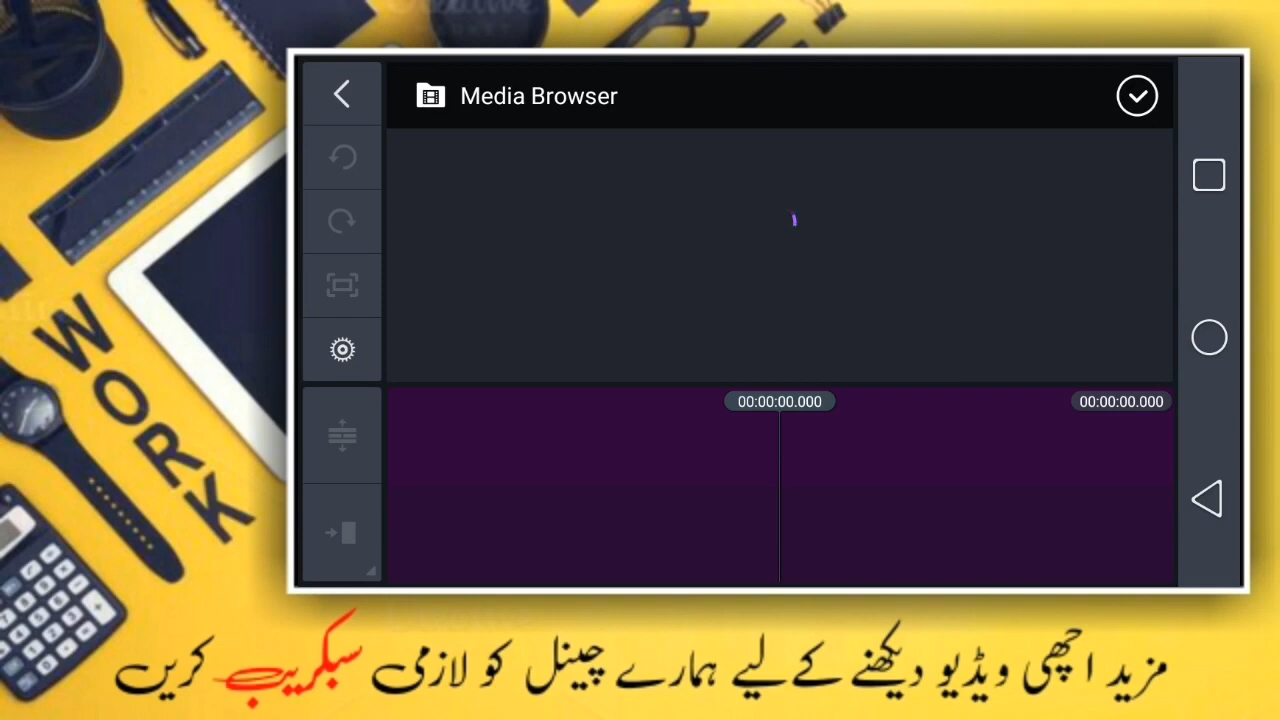 Media Browser
00:00:00.000
00:00:00.000
WORK
مزید اچھی ویڈیو دیکھنے کے لیے ہمارے چینل کو لازمی سبکریب کریں